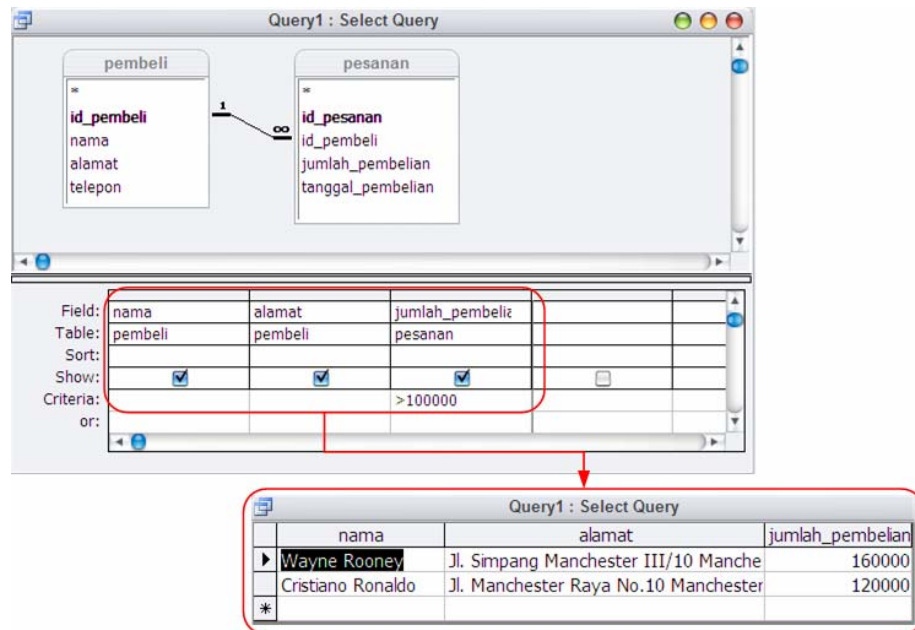 Query1 : Select Query
pembeli
*
id_pembeli
nama
alamat
telepon
1
∞
pesanan
*
id_pesanan
id_pembeli
jumlah_pembelian
tanggal_pembelian
Field: nama alamat jumlah_pembelia
Table: pembeli pembeli pesanan
Sort:
Show:
Criteria: >100000
or:
Query1 : Select Query
nama alamat jumlah_pembelian
Wayne Rooney Jl. Simpang Manchester III/10 Manche 160000
Cristiano Ronaldo Jl. Manchester Raya No.10 Manchester 120000
*